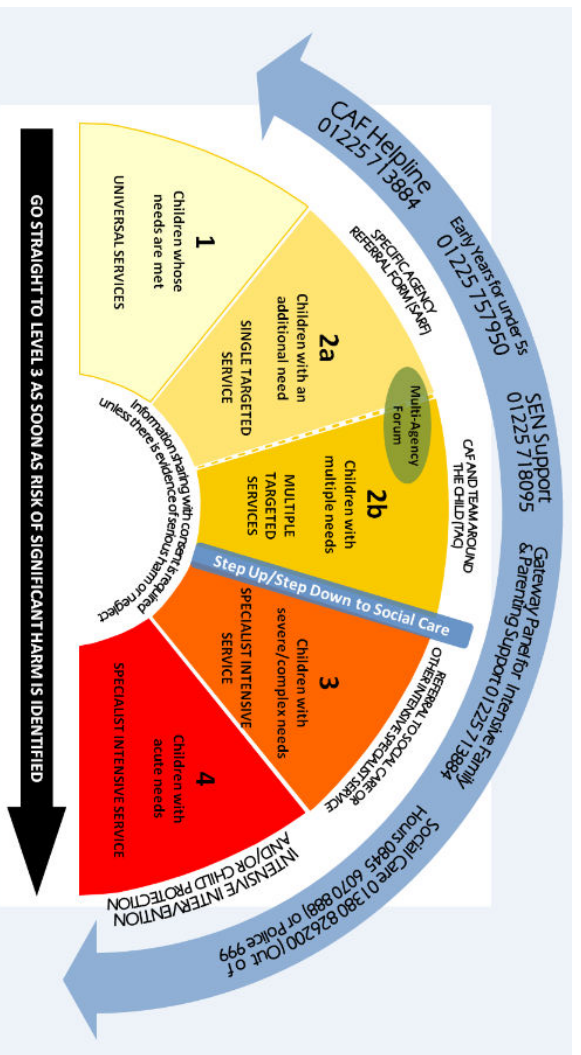 CAF Helpline
01225 713884
Early Years for under 5s
01225 757950
SEN Support
01225 718095
Gateway Panel for Intensive Family
& Parenting Support 01225 713884
Social Care 01380 826200 (Out of
Hours 0845 6070 888) or Police 999
SPECIFIC AGENCY
REFERRAL FORM (SARF)
CAF AND TEAM AROUND
THE CHILD (TAC)
REFERRAL TO SOCIAL CARE OR
OTHER INTENSIVE SPECIALIST SERVICE
INTENSIVE INTERVENTION
AND/OR CHILD PROTECTION
1
Children whose
needs are met
UNIVERSAL SERVICES
2a
Children with an
additional need
SINGLE TARGETED
SERVICE
Multi-Agency
Forum
2b
Children with
multiple needs
MULTIPLE
TARGETED
SERVICES
Step Up/Step Down to Social Care
3
Children with
severe/complex needs
SPECIALIST INTENSIVE
SERVICE
4
Children with
acute needs
SPECIALIST INTENSIVE SERVICE
Information sharing with consent is required
unless there is evidence of serious harm or neglect
GO STRAIGHT TO LEVEL 3 AS SOON AS RISK OF SIGNIFICANT HARM IS IDENTIFIED